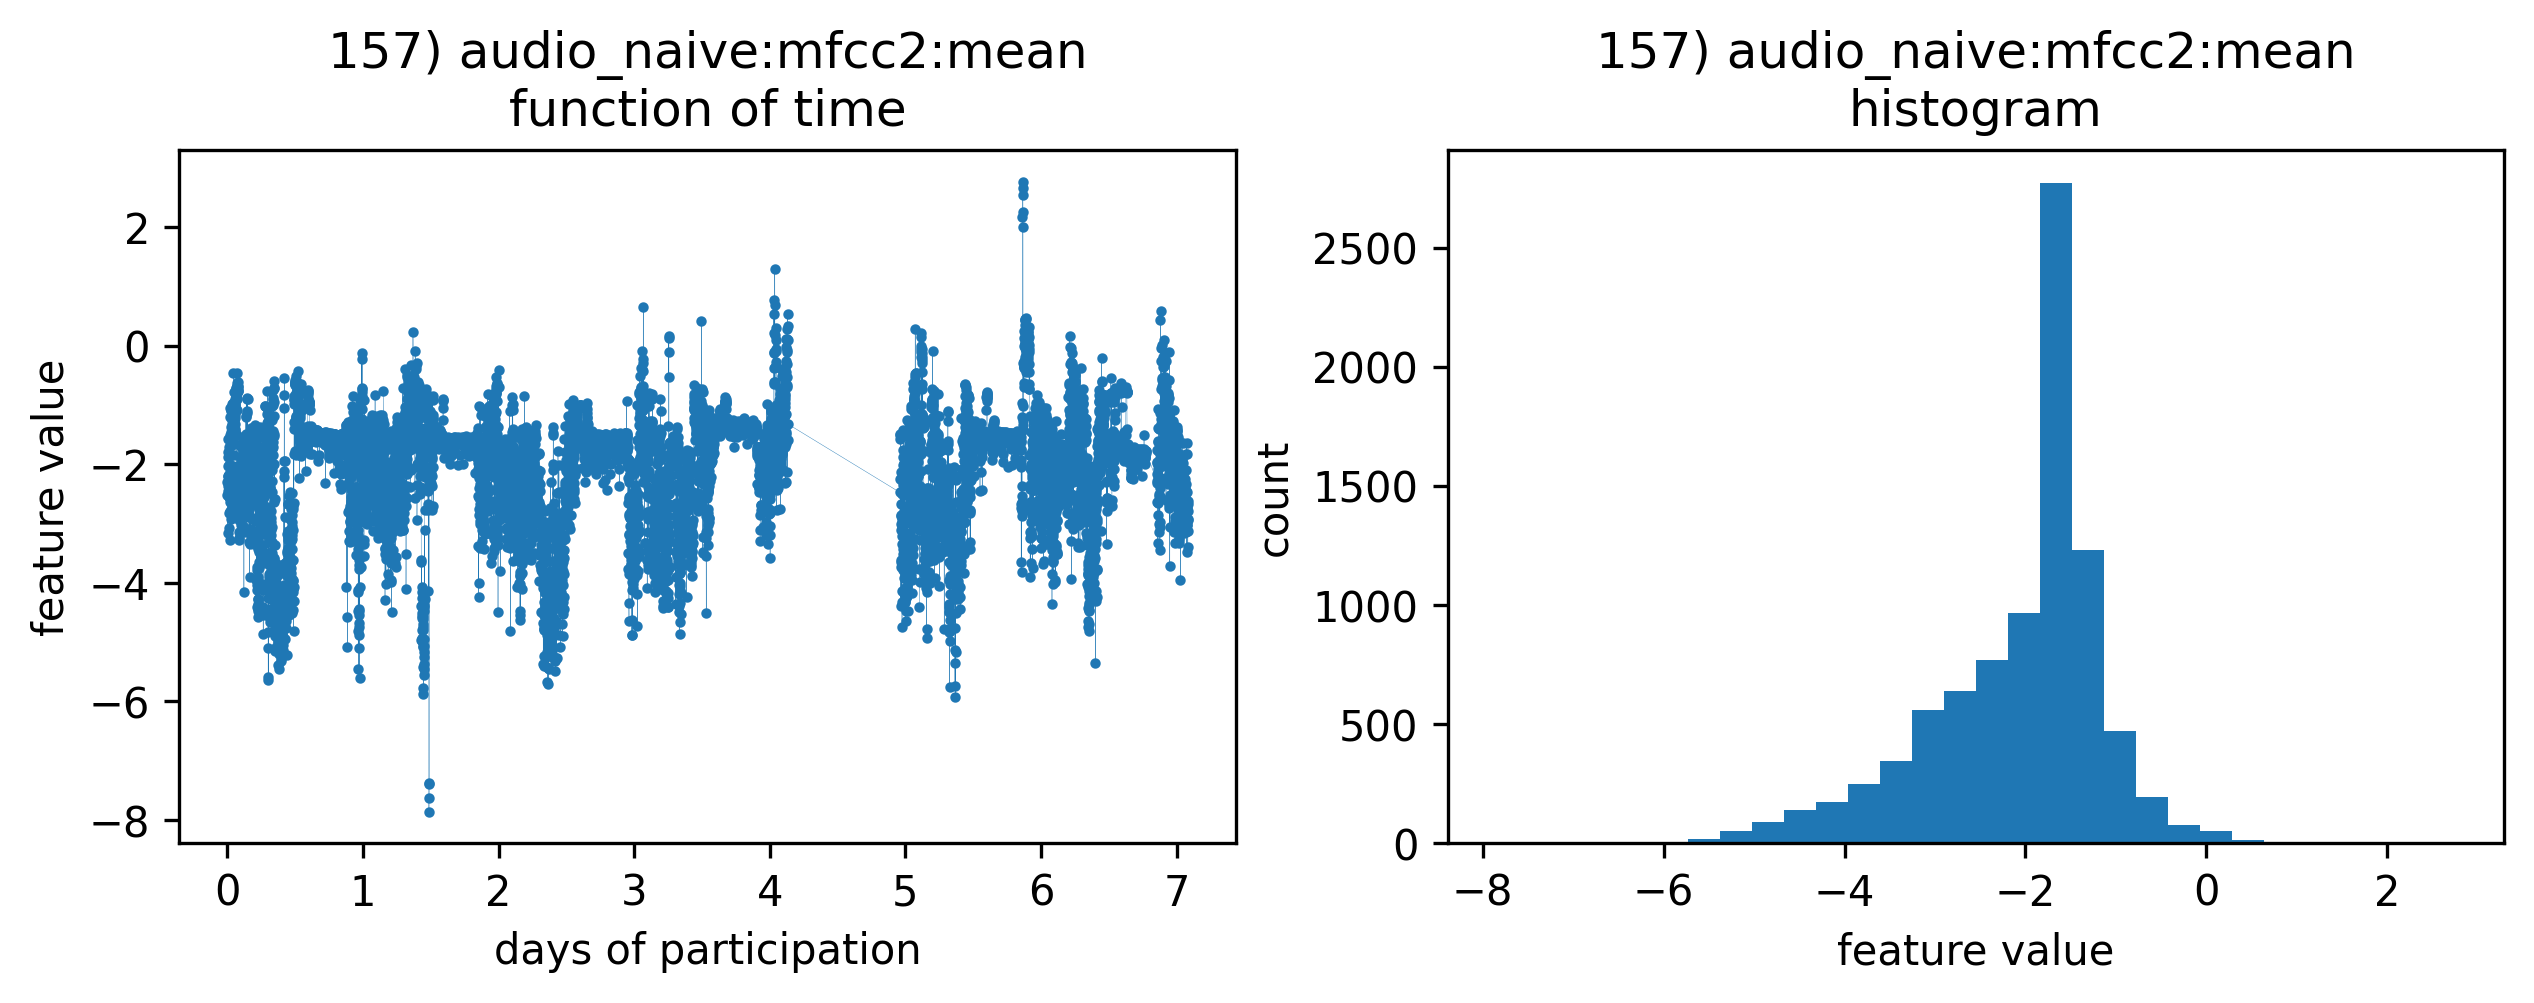 157) audio_naive:mfcc2:mean
function of time
feature value
2
0
−2
−4
−6
−8
0 1 2 3 4 5 6 7
days of participation
157) audio_naive:mfcc2:mean
histogram
count
2500
2000
1500
1000
500
0
−8 −6 −4 −2 0 2
feature value